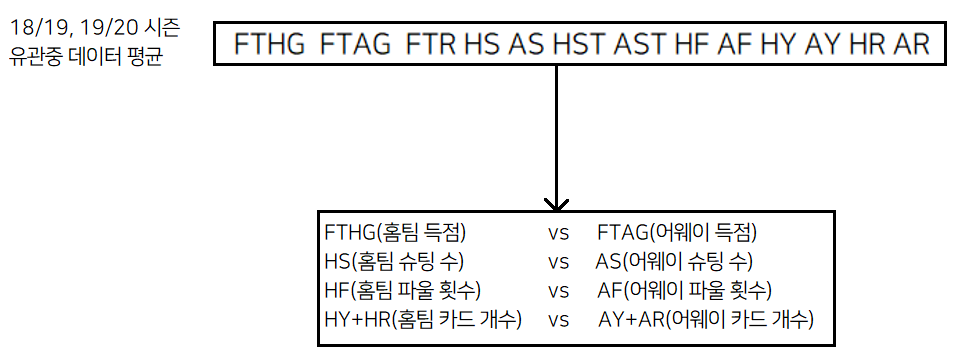 18/19, 19/20 시즌
유관중 데이터 평균
FTHG FTAG FTR HS AS HST AST HF AF HY AY HR AR
FTHG(홈팀 득점) vs FTAG(어웨이 득점)
HS(홈팀 슈팅 수) vs AS(어웨이 슈팅 수)
HF(홈팀 파울 횟수) vs AF(어웨이 파울 횟수)
HY+HR(홈팀 카드 개수) vs AY+AR(어웨이 카드 개수)